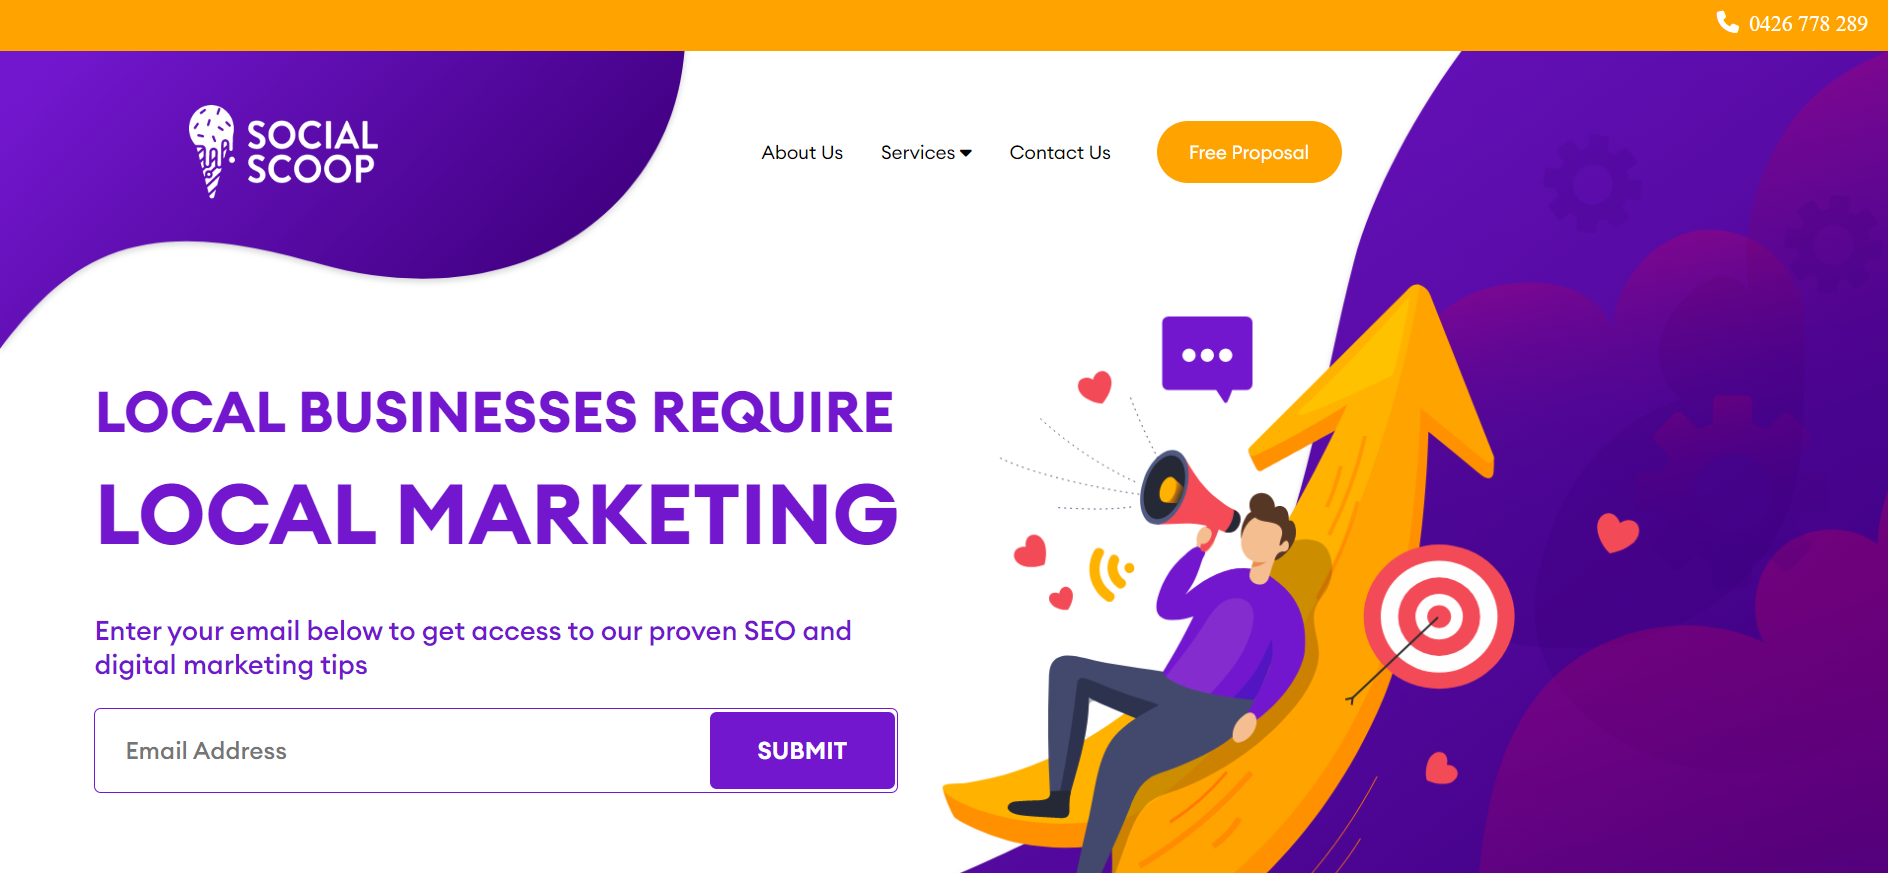 0426 778 289
SOCIAL
SCOOP
About Us
Services
Contact Us
Free Proposal
LOCAL BUSINESSES REQUIRE
LOCAL MARKETING
Enter your email below to get access to our proven SEO and
digital marketing tips
Email Address
SUBMIT